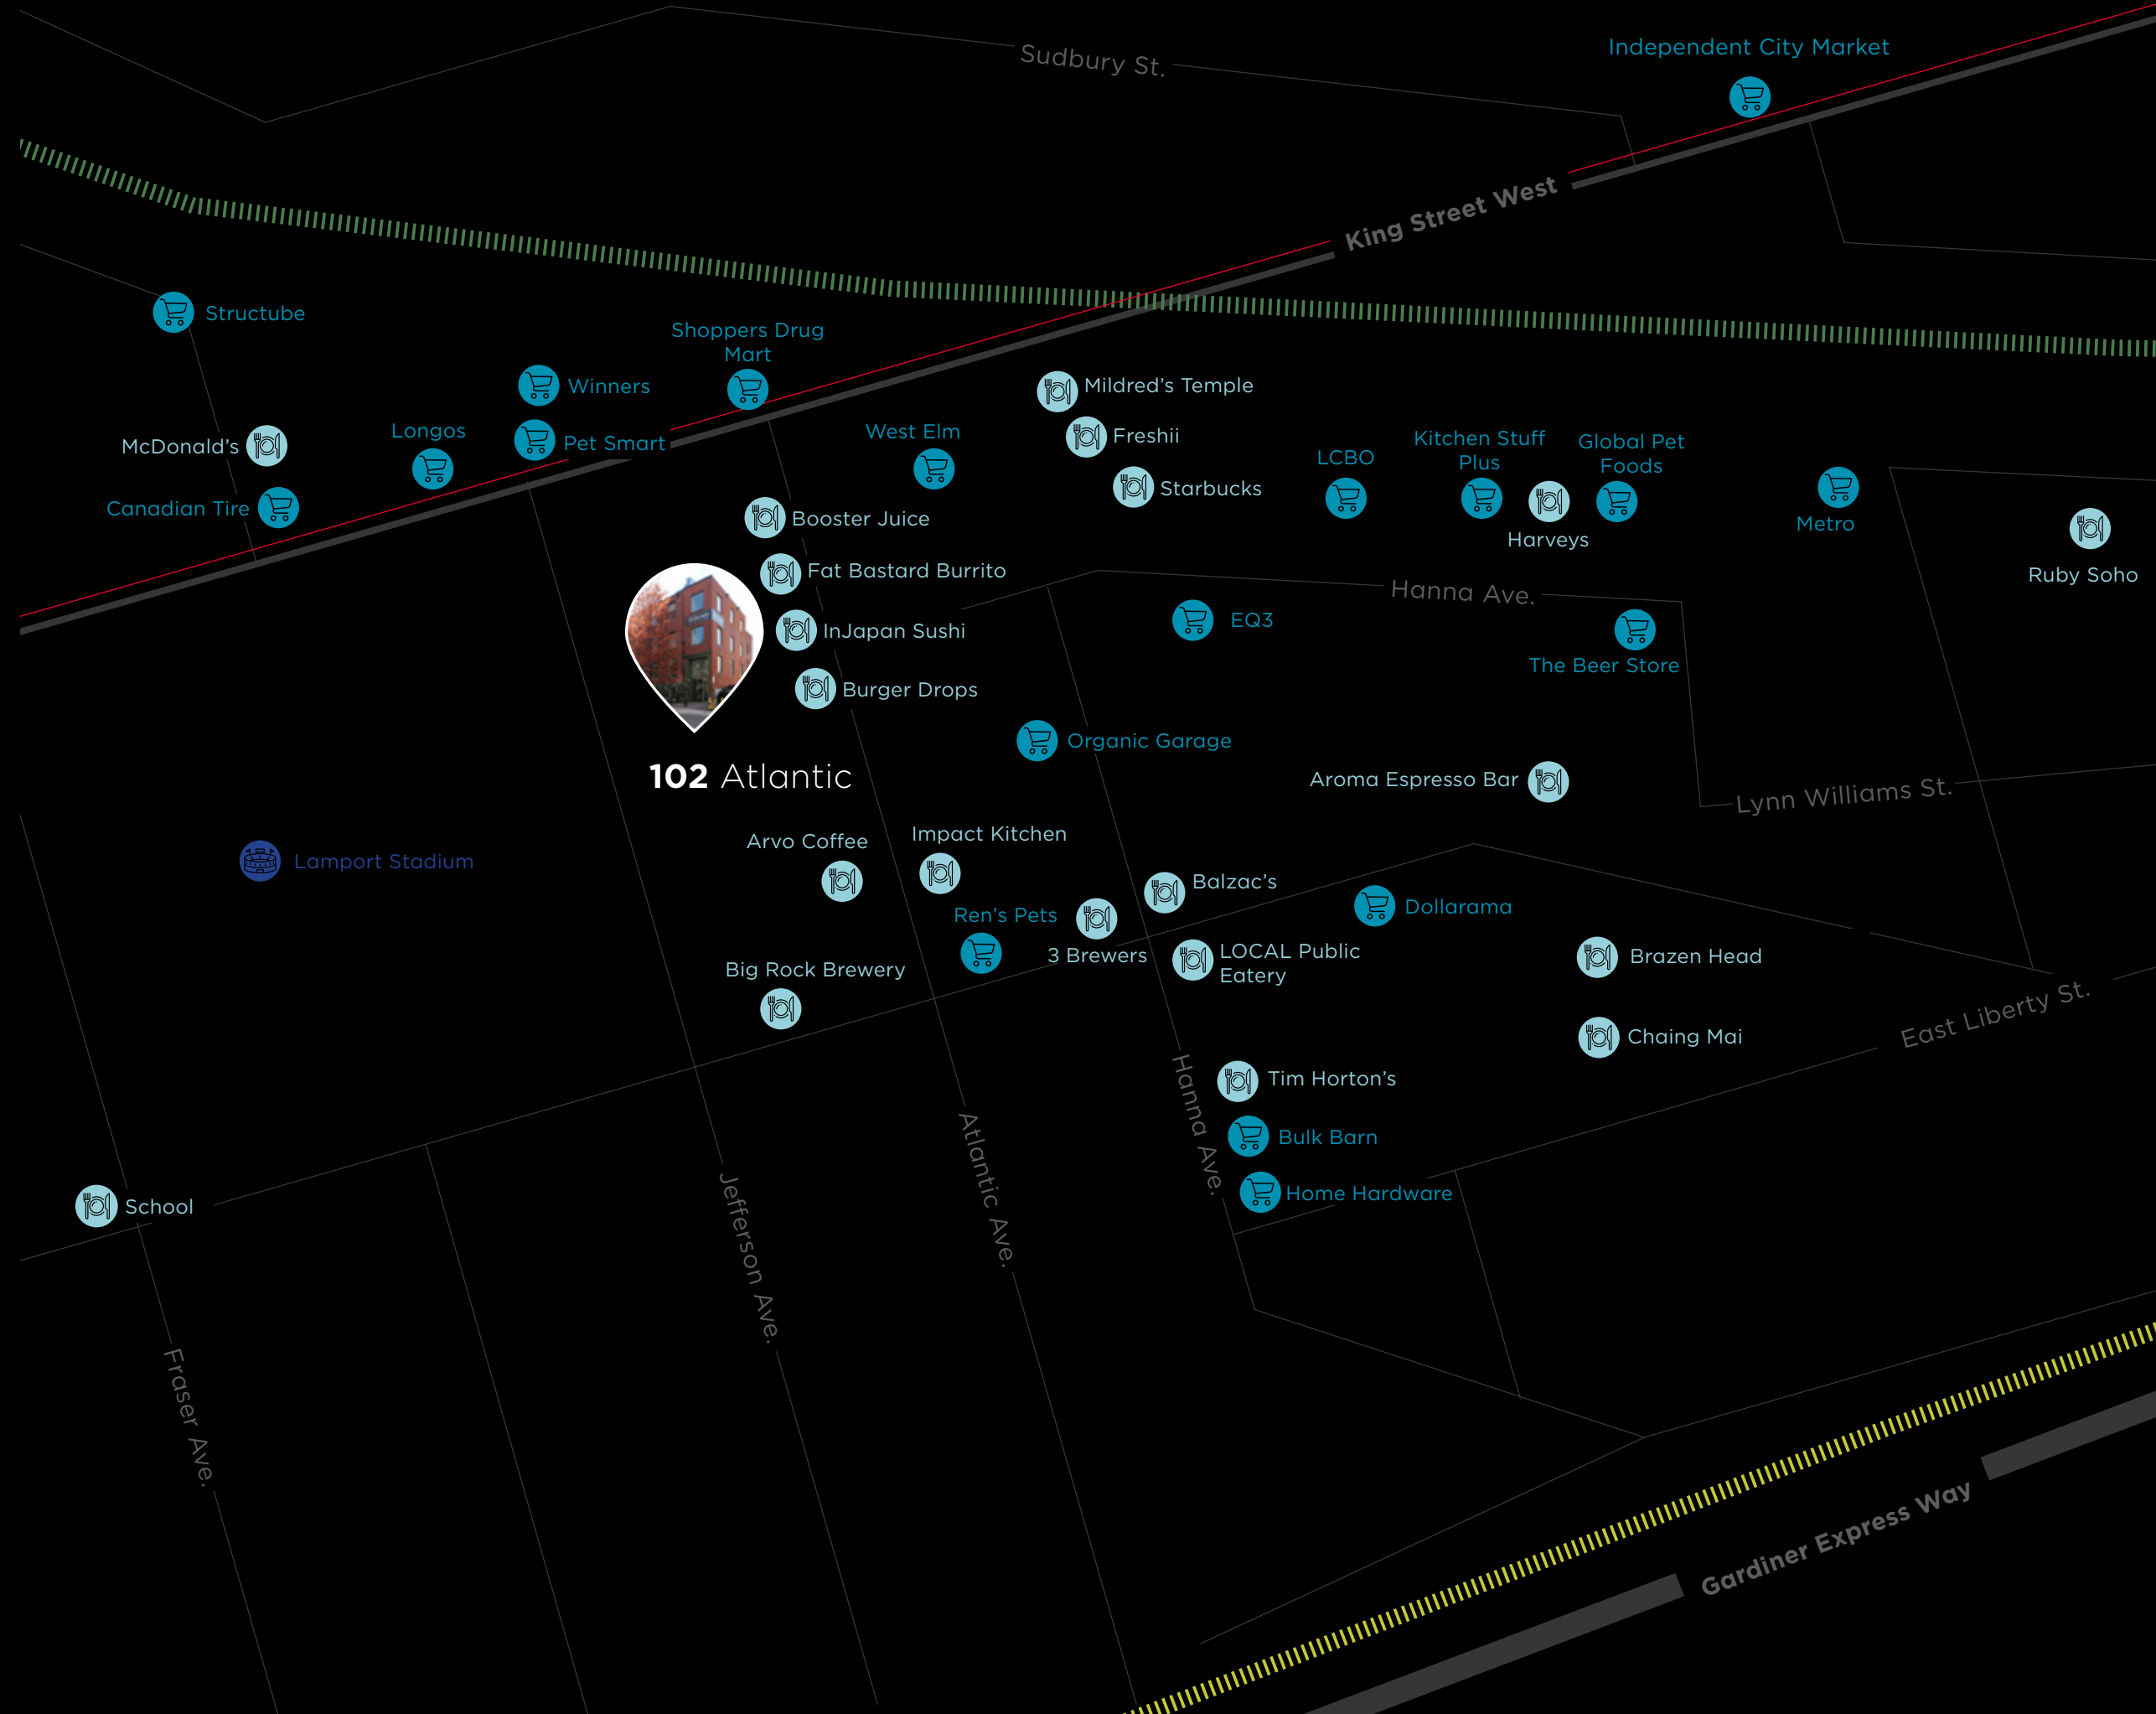 Independent City Market
Sudbury St.
King Street West
Structube
Shoppers Drug
Mart
Winners
Mildred's Temple
McDonald's
Longos
Pet Smart
West Elm
Freshii
Kitchen Stuff
Plus
Global Pet
Foods
LCBO
Starbucks
Canadian Tire
Booster Juice
Harveys
Metro
Ruby Soho
Fat Bastard Burrito
Hanna Ave.
InJapan Sushi
EQ3
The Beer Store
Burger Drops
Organic Garage
102 Atlantic
Aroma Espresso Bar
Lynn Williams St.
Arvo Coffee
Impact Kitchen
Lamport Stadium
Balzac's
Ren's Pets
Dollarama
3 Brewers
LOCAL Public
Eatery
Brazen Head
Big Rock Brewery
East Liberty St.
Chaing Mai
Tim Horton's
Hanna Ave.
Bulk Barn
Atlantic Ave.
Home Hardware
School
Jefferson Ave.
Fraser Ave.
Gardiner Express Way